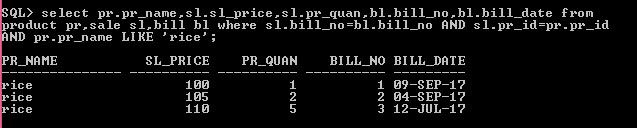 SQL> select pr.pr_name,sl.sl_price,sl.pr_quan,bl.bill_no,bl.bill_date from
product pr,sale sl,bill bl where sl.bill_no=bl.bill_no AND sl.pr_id=pr.pr_id
AND pr.pr_name LIKE 'rice';
PR_NAME SL_PRICE PR_QUAN BILL_NO BILL_DATE
--------------- ---------- ---------- ---------- ---------
rice 100 1 1 09-SEP-17
rice 105 2 2 04-SEP-17
rice 110 5 3 12-JUL-17